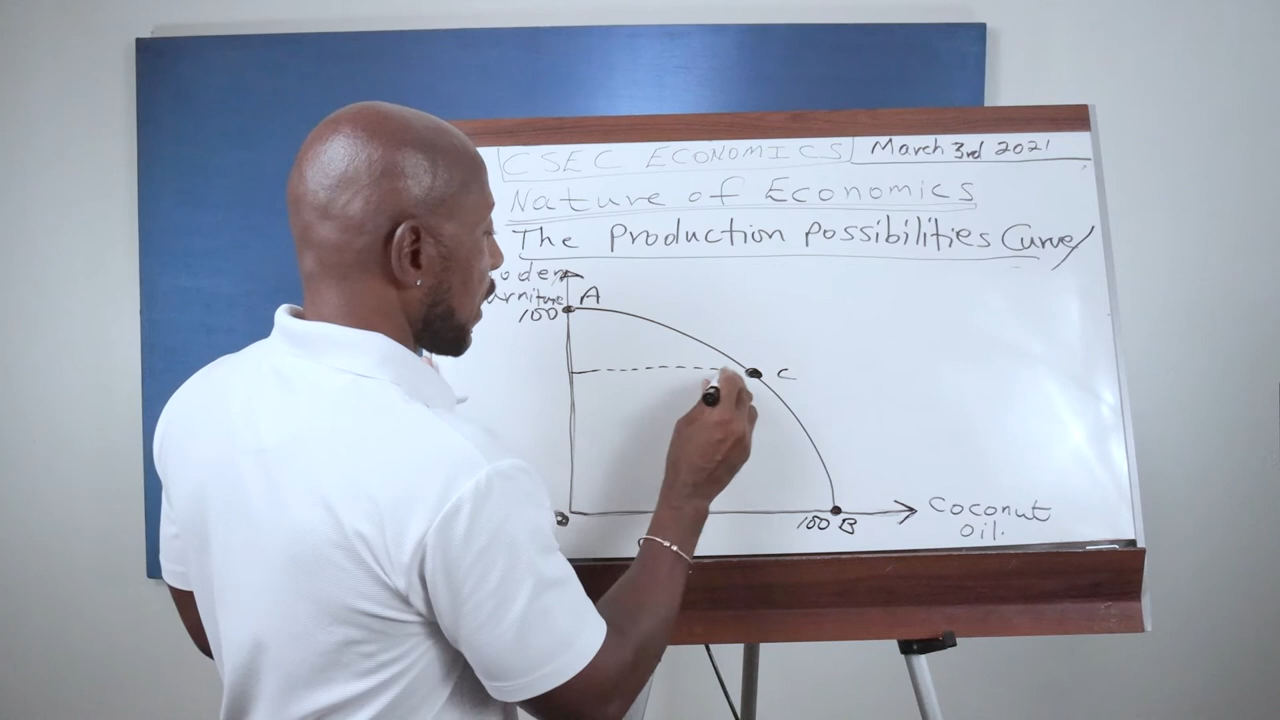 CSEC ECONOMICS March 3rd 2021
Nature of Economics
The Production Possibilities Curve
A
100
C
100 B
Coconut
Oil.